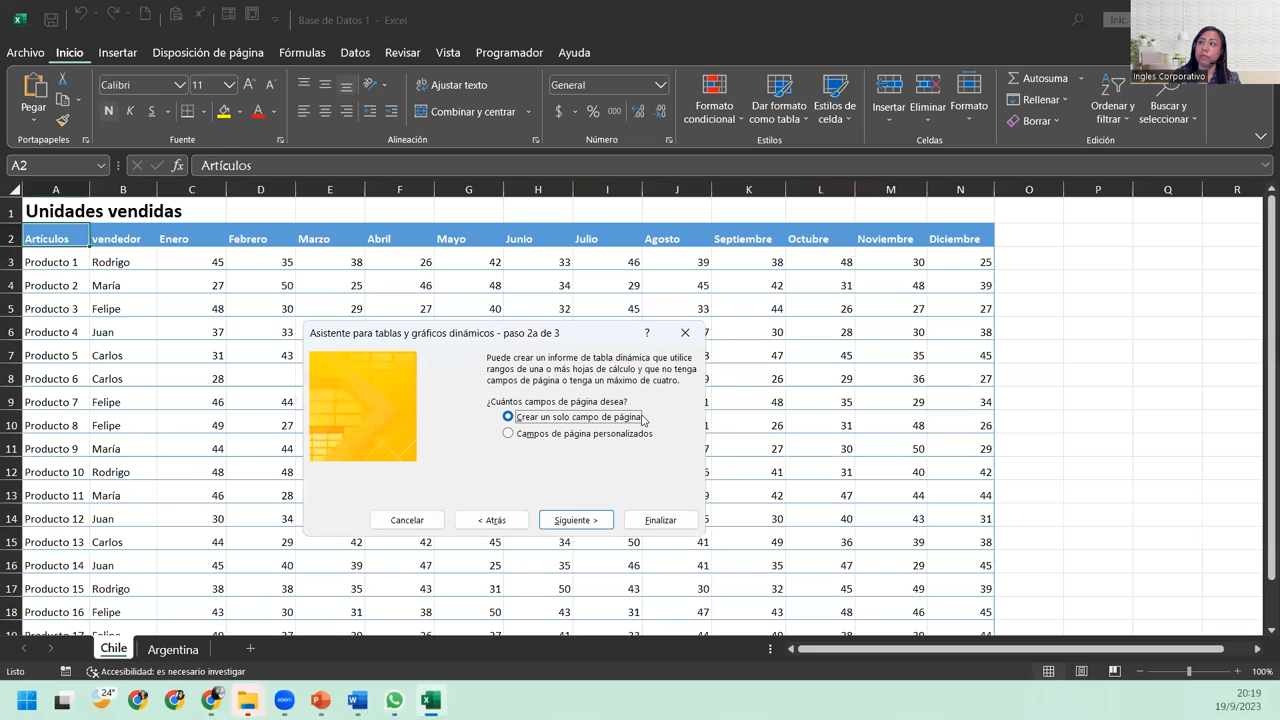 Base de Datos 1 - Excel
Inic
Archivo Inicio Insertar Disposición de página Fórmulas Datos Revisar Vista Programador Ayuda
Ingles Corporativo
Pegar
Calibri 11
N K S
Ajustar texto
Combinar y centrar
General
$ % 000
Formato condicional
Dar formato como tabla
Estilos de celda
Insertar Eliminar Formato
Autosuma
Rellenar
Borrar
Ordenar y filtrar
Buscar y seleccionar
Portapapeles Fuente Alineación Número Estilos Celdas Edición
A2 fx Artículos
A B C D E F G H I J K L M N O P Q R
1 Unidades vendidas
2 Artículos vendedor Enero Febrero Marzo Abril Mayo Junio Julio Agosto Septiembre Octubre Noviembre Diciembre
3 Producto 1 Rodrigo 45 35 38 26 42 33 46 39 38 48 30 25
4 Producto 2 María 27 50 25 46 48 34 29 45 42 31 48 39
5 Producto 3 Felipe 48 30 29 27 40 32 45 33 44 26 27 27
6 Producto 4 Juan 37 33 30 28 30 38
7 Producto 5 Carlos 31 43 47 45 35 45
8 Producto 6 Carlos 28 26 29 36 27
9 Producto 7 Felipe 46 44 31 40 47 35
10 Producto 8 Felipe 49 27 26 31 43 29
11 Producto 9 María 44 44 27 30 50 29
12 Producto 10 Rodrigo 48 48 41 31 40 42
13 Producto 11 María 46 28 42 47 44 44
14 Producto 12 Juan 30 34 30 40 43 31
15 Producto 13 Carlos 44 29 42 42 45 34 50 41 49 36 39 38
16 Producto 14 Juan 45 40 39 47 25 35 46 41 38 34 28 44
17 Producto 15 Rodrigo 38 38 35 43 31 50 43 30 32 45 49 39
18 Producto 16 Felipe 43 30 31 38 50 43 31 47 43 48 46 45
Asistente para tablas y gráficos dinámicos - paso 2a de 3 ?
Puede crear un informe de tabla dinámica que utilice
rangos de una o más hojas de cálculo y que no tenga
campos de página o tenga un máximo de cuatro.
¿Cuántos campos de página desea?
Crear un solo campo de página
Campos de página personalizados
Cancelar < Atrás Siguiente > Finalizar
Chile Argentina
Listo Accesibilidad: es necesario investigar 100%
24°
zoom
20:19
19/9/2023